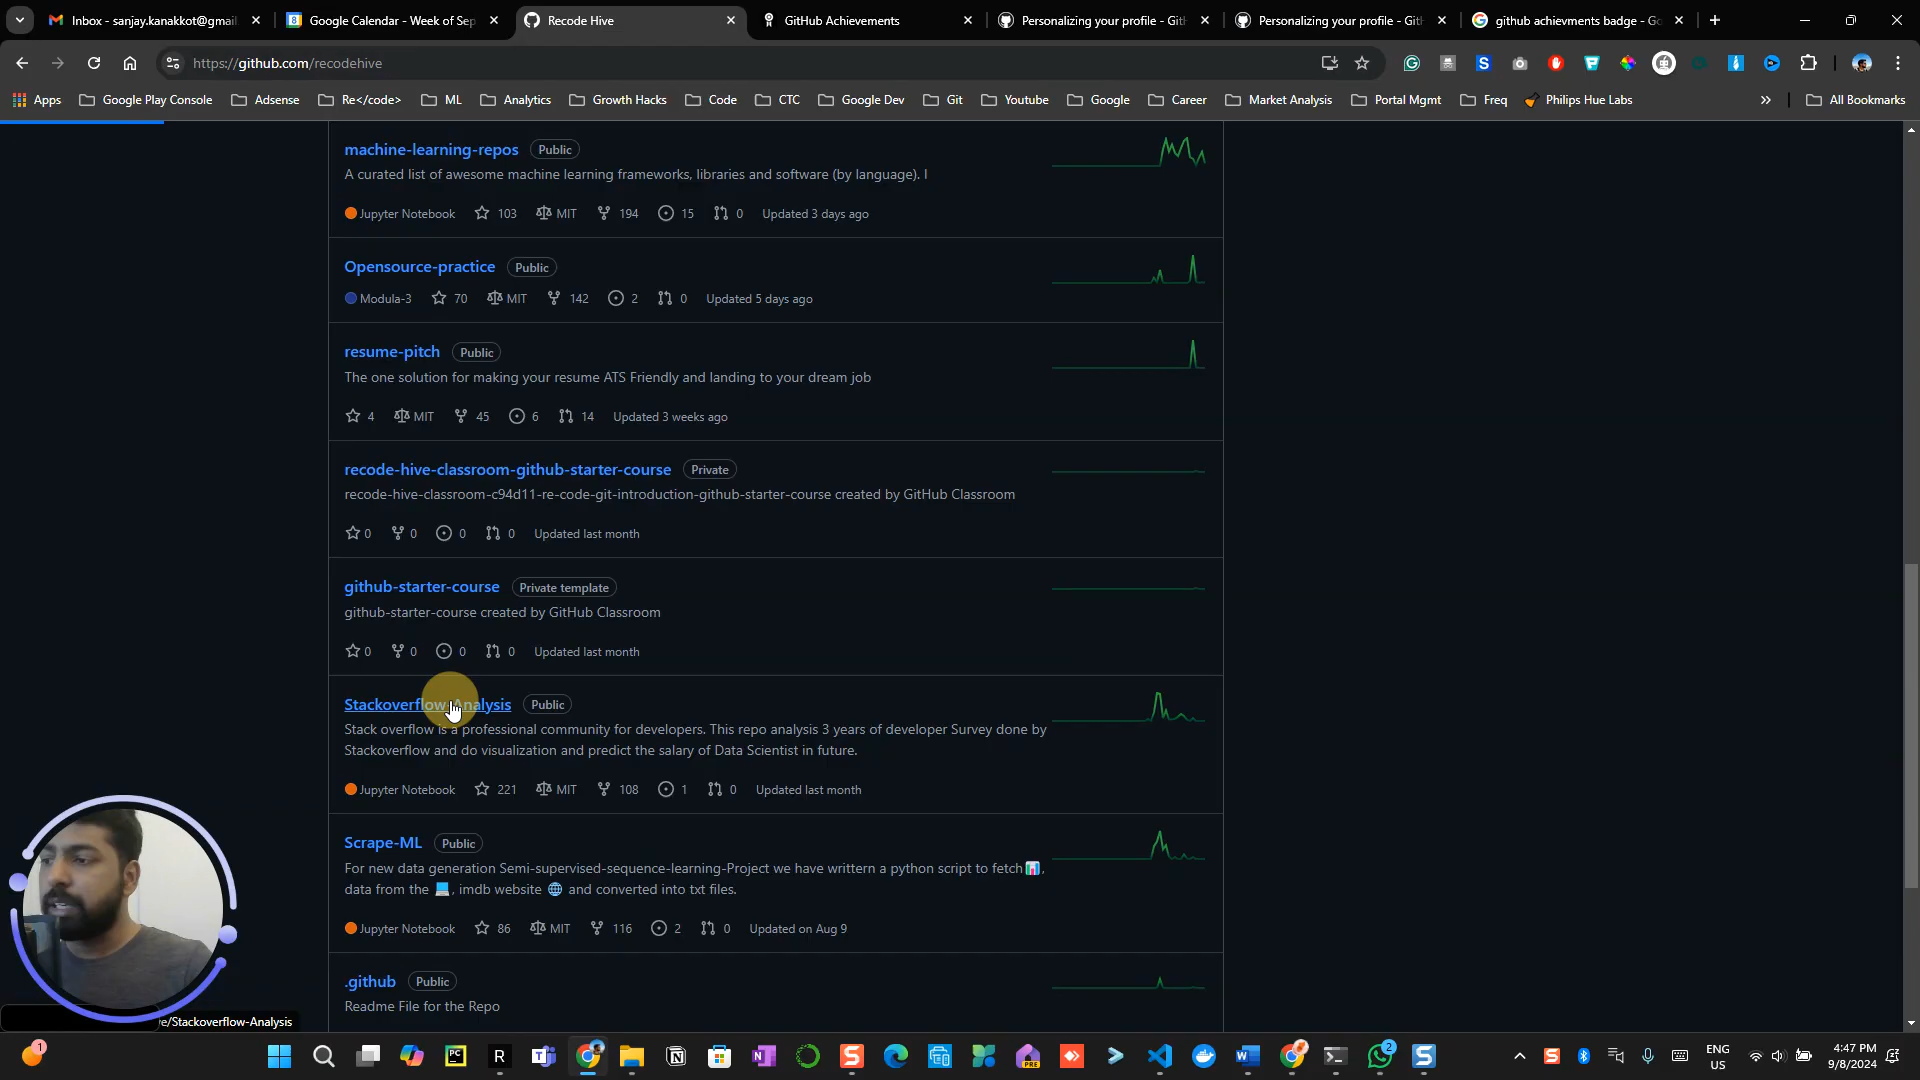 Inbox - sanjay.kanakkot@gmail
Google Calendar - Week of Sep
Recode Hive
GitHub Achievements
Personalizing your profile - Git
Personalizing your profile - Git
github achievments badge - Go
https://github.com/recodehive
Apps
Google Play Console
Adsense
Re</code>
ML
Analytics
Growth Hacks
Code
CTC
Google Dev
Git
Youtube
Google
Career
Market Analysis
Portal Mgmt
Freq
Philips Hue Labs
»
All Bookmarks
machine-learning-repos Public
A curated list of awesome machine learning frameworks, libraries and software (by language). I
Jupyter Notebook 103 MIT 194 15 0 Updated 3 days ago
Opensource-practice Public
Modula-3 70 MIT 142 2 0 Updated 5 days ago
resume-pitch Public
The one solution for making your resume ATS Friendly and landing to your dream job
4 MIT 45 6 14 Updated 3 weeks ago
recode-hive-classroom-github-starter-course Private
recode-hive-classroom-c94d11-re-code-git-introduction-github-starter-course created by GitHub Classroom
0 0 0 0 Updated last month
github-starter-course Private template
github-starter-course created by GitHub Classroom
0 0 0 0 Updated last month
Stackoverflow-Analysis Public
Stack overflow is a professional community for developers. This repo analysis 3 years of developer Survey done by
Stackoverflow and do visualization and predict the salary of Data Scientist in future.
Jupyter Notebook 221 MIT 108 1 0 Updated last month
Scrape-ML Public
For new data generation Semi-supervised-sequence-learning-Project we have writtern a python script to fetch📊,
data from the 💻, imdb website 🌐 and converted into txt files.
Jupyter Notebook 86 MIT 116 2 0 Updated on Aug 9
.github Public
Readme File for the Repo
e/Stackoverflow-Analysis
1
PC
R
PRE
2
ENG
US
4:47 PM
9/8/2024